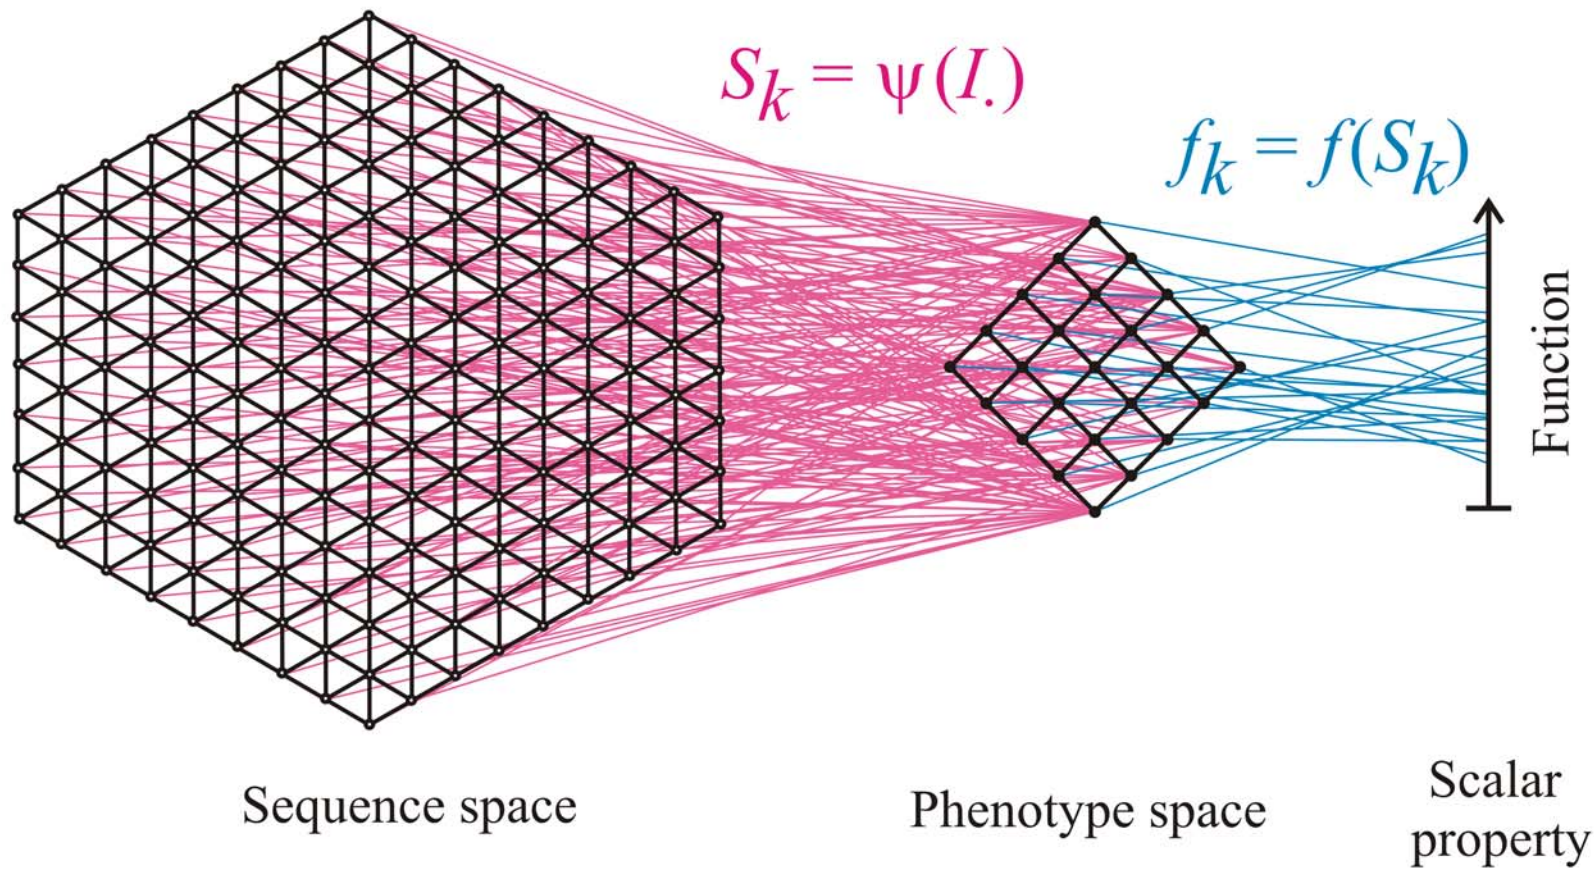 S_k = ψ(I.)
f_k = f(S_k)
Function
Sequence space
Phenotype space
Scalar
property